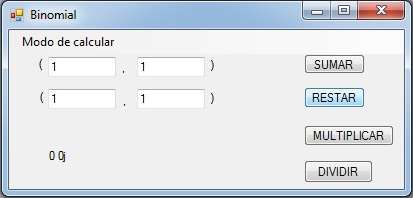 Binomial
Modo de calcular
( 1 , 1 ) SUMAR
( 1 , 1 ) RESTAR
MULTIPLICAR
0 0j
DIVIDIR